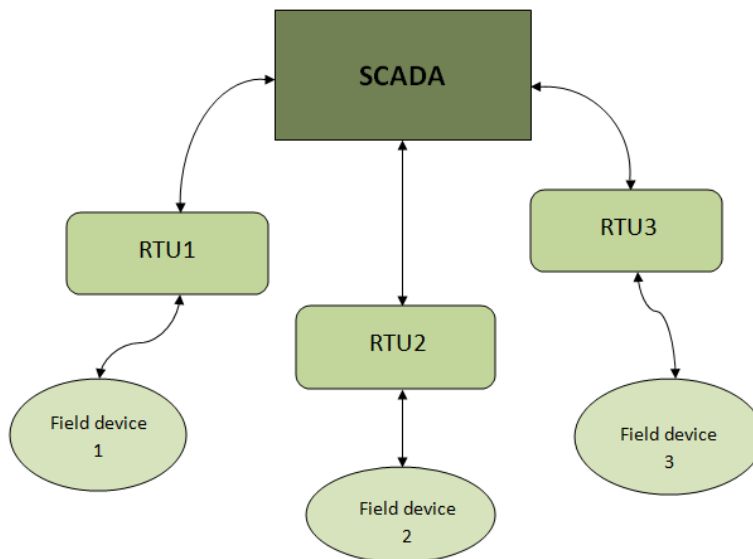 SCADA
RTU1
RTU3
RTU2
Field device
1
Field device
3
Field device
2